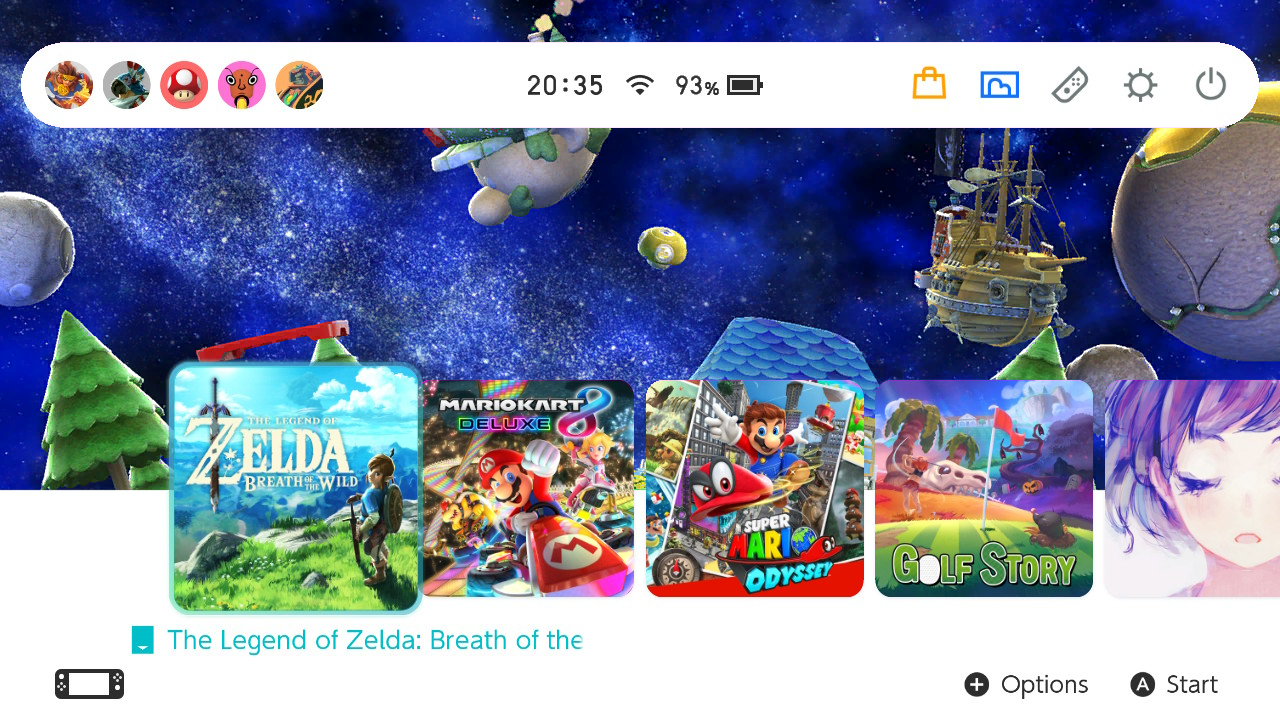 20:35 93%
THE LEGEND OF
ZELDA
BREATH OF THE WILD
MARIOKART 8
DELUXE
M
M
SUPER
MARIO
ODYSSEY
GOLF STORY
The Legend of Zelda: Breath of the
+ Options A Start